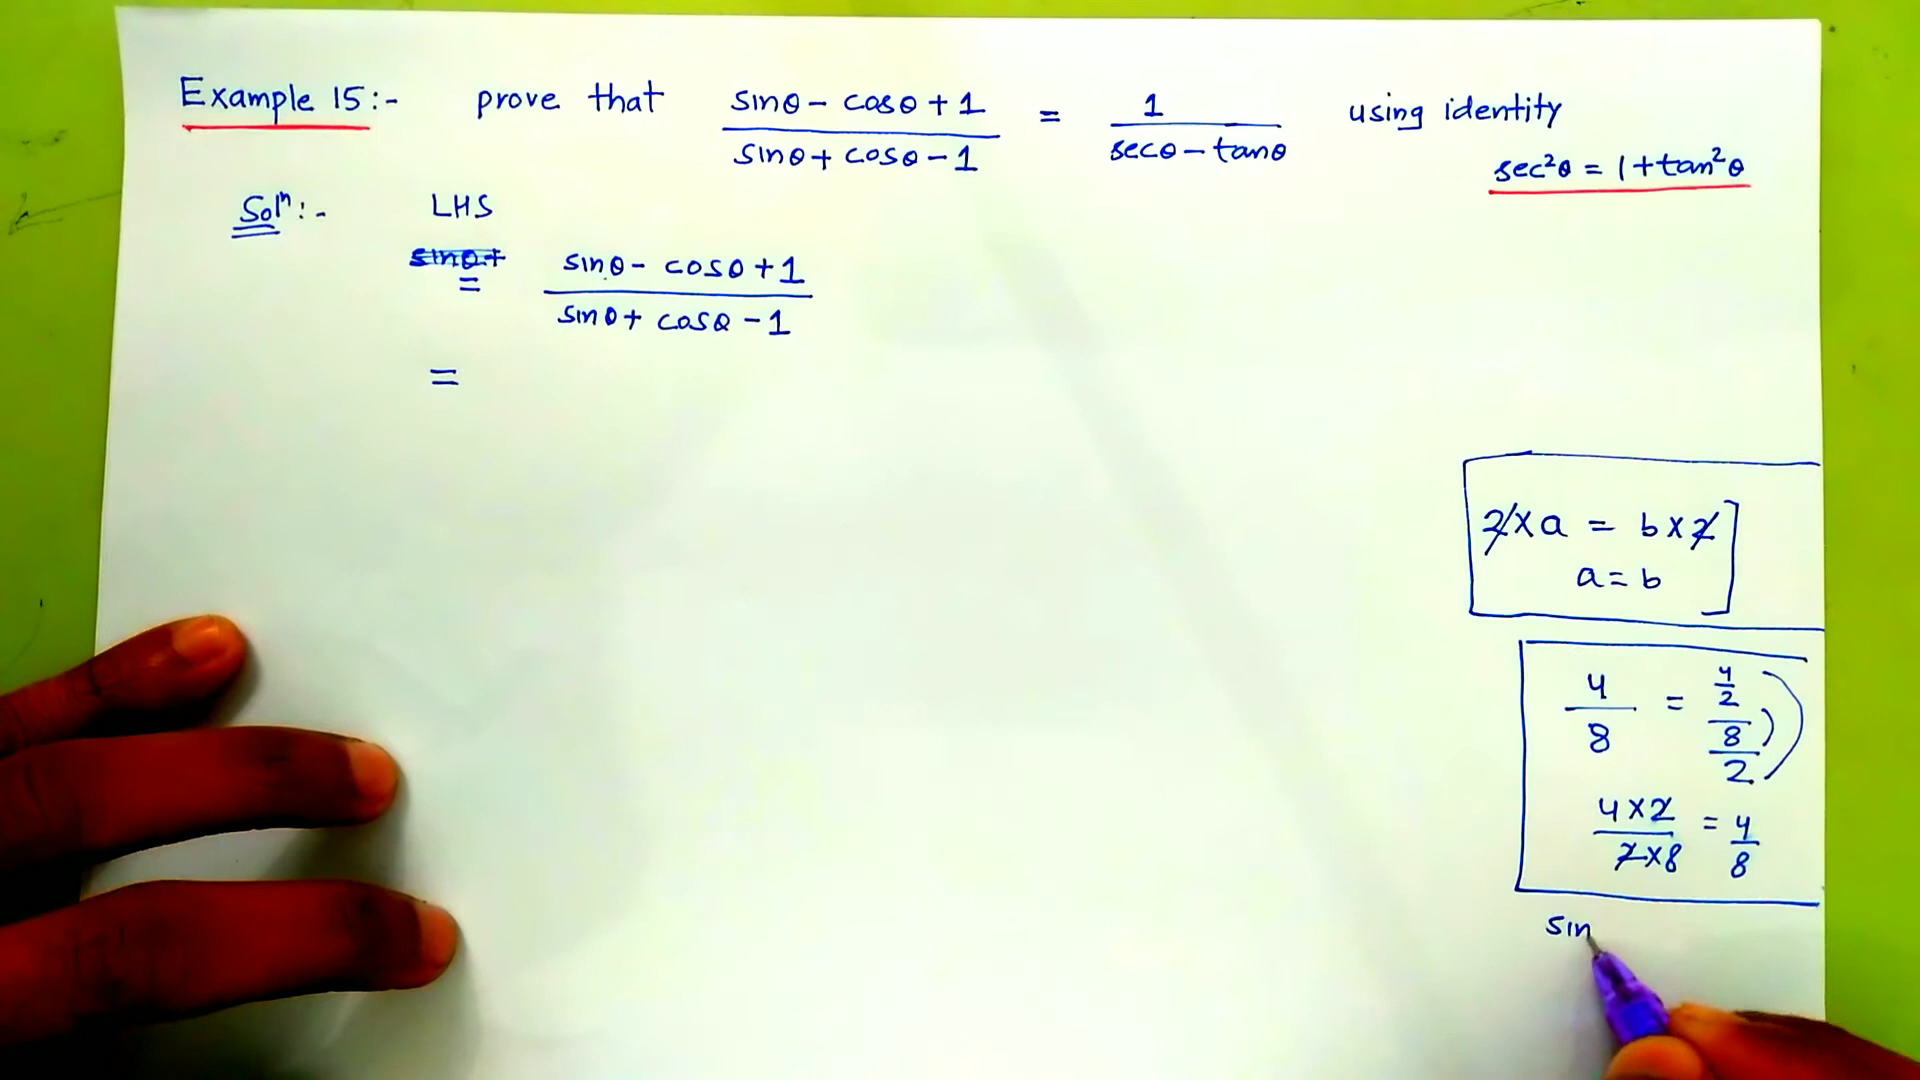 Example 15:- prove that (sinθ - cosθ + 1)/(sinθ + cosθ - 1) = 1/(secθ - tanθ) using identity
sec²θ = 1 + tan²θ
Solⁿ:- LHS
sinθ+
= (sinθ - cosθ + 1)/(sinθ + cosθ - 1)
=
2 × a = b × 2
a = b
4/8 = (4/2)/(8/2)
(4 × 2)/(2 × 8) = 4/8
sin